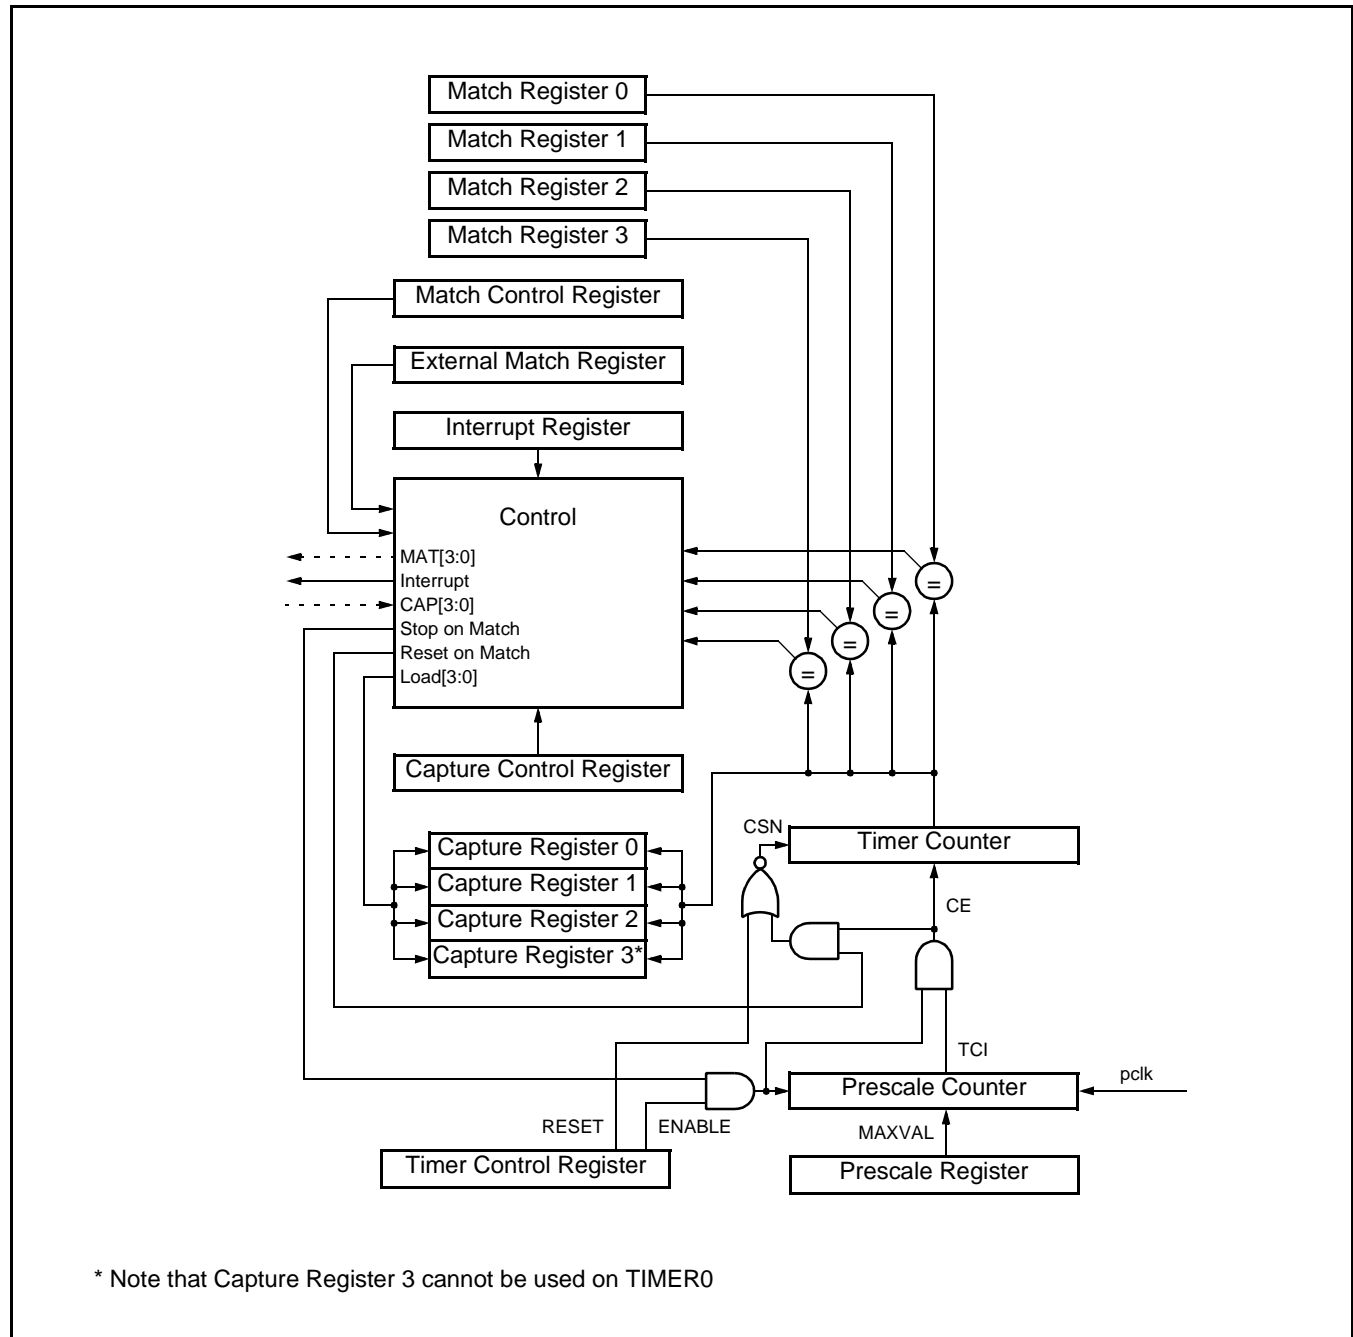 Match Register 0
Match Register 1
Match Register 2
Match Register 3
Match Control Register
External Match Register
Interrupt Register
Control
MAT[3:0]
Interrupt
CAP[3:0]
Stop on Match
Reset on Match
Load[3:0]
=
=
=
=
Capture Control Register
CSN
Timer Counter
Capture Register 0
Capture Register 1
Capture Register 2
Capture Register 3*
CE
TCI
pclk
Prescale Counter
RESET
ENABLE
MAXVAL
Timer Control Register
Prescale Register
* Note that Capture Register 3 cannot be used on TIMER0